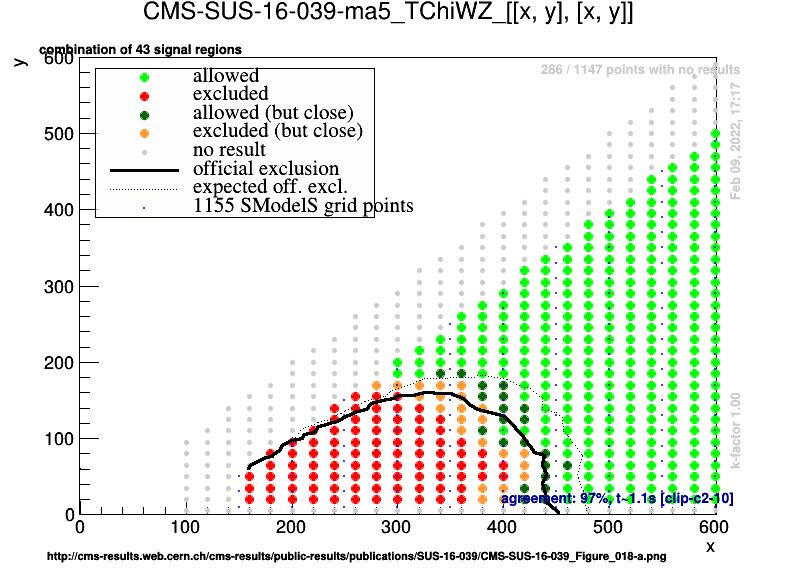 CMS-SUS-16-039-ma5_TChiWZ_[[x, y], [x, y]]
combination of 43 signal regions
y
286 / 1147 points with no results
allowed
excluded
allowed (but close)
excluded (but close)
no result
official exclusion
expected off. excl.
1155 SModelS grid points
Feb 09, 2022, 17:17
k-factor 1.00
600
500
400
300
200
100
0
agreement: 97%, t~1.1s [clip-c2-10]
0 100 200 300 400 500 600
x
http://cms-results.web.cern.ch/cms-results/public-results/publications/SUS-16-039/CMS-SUS-16-039_Figure_018-a.png